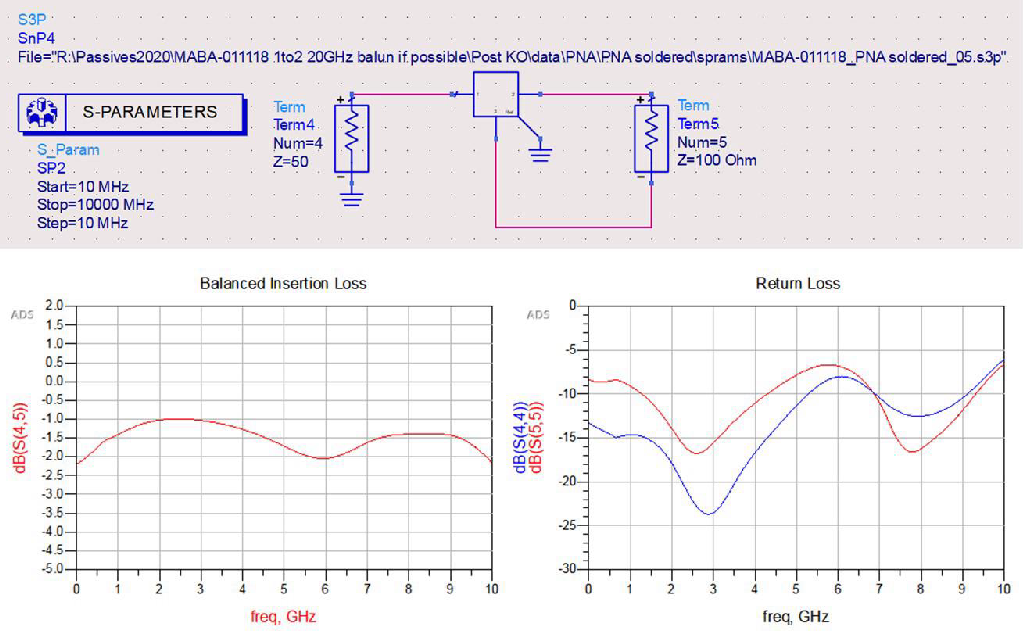 S3P
SnP4
File="R:\Passives2020\MABA-011118 1to2 20GHz balun if possible\Post KO\data\PNA\PNA soldered\sprams\MABA-011118_PNA soldered_05.s3p"
S-PARAMETERS
S_Param
SP2
Start=10 MHz
Stop=10000 MHz
Step=10 MHz
Term
Term4
Num=4
Z=50
+
-
1
2
3
Ref
+
-
Term
Term5
Num=5
Z=100 Ohm
Balanced Insertion Loss
ADS
2.0
1.5
1.0
0.5
0.0
-0.5
-1.0
-1.5
-2.0
-2.5
-3.0
-3.5
-4.0
-4.5
-5.0
dB(S(4,5))
0 1 2 3 4 5 6 7 8 9 10
freq, GHz
Return Loss
ADS
0
-5
-10
-15
-20
-25
-30
dB(S(4,4))
dB(S(5,5))
0 1 2 3 4 5 6 7 8 9 10
freq, GHz